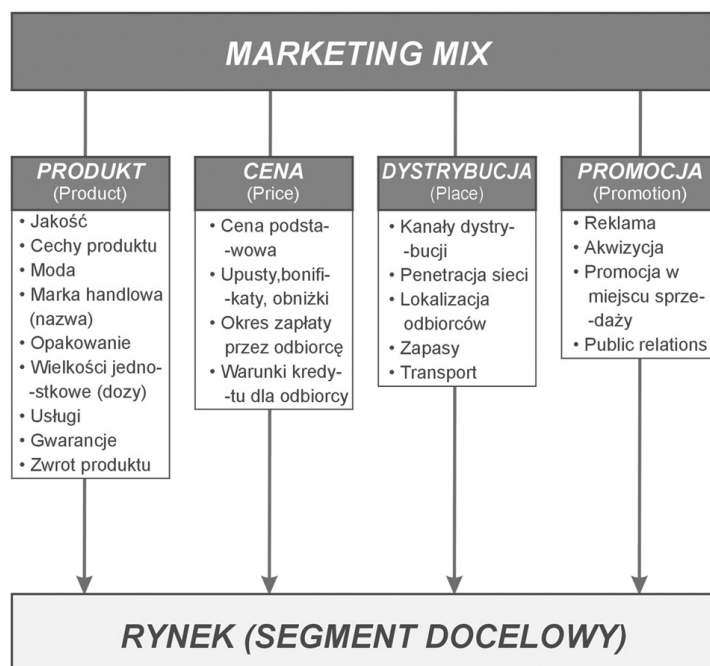 MARKETING MIX
PRODUKT
(Product)
• Jakość
• Cechy produktu
• Moda
• Marka handlowa
(nazwa)
• Opakowanie
• Wielkości jedno-
-stkowe (dozy)
• Usługi
• Gwarancje
• Zwrot produktu
CENA
(Price)
• Cena podsta-
-wowa
• Upusty,bonifi-
-katy, obniżki
• Okres zapłaty
przez odbiorcę
• Warunki kredy-
-tu dla odbiorcy
DYSTRYBUCJA
(Place)
• Kanały dystry-
-bucji
• Penetracja sieci
• Lokalizacja
odbiorców
• Zapasy
• Transport
PROMOCJA
(Promotion)
• Reklama
• Akwizycja
• Promocja w
miejscu sprze-
-daży
• Public relations
RYNEK (SEGMENT DOCELOWY)